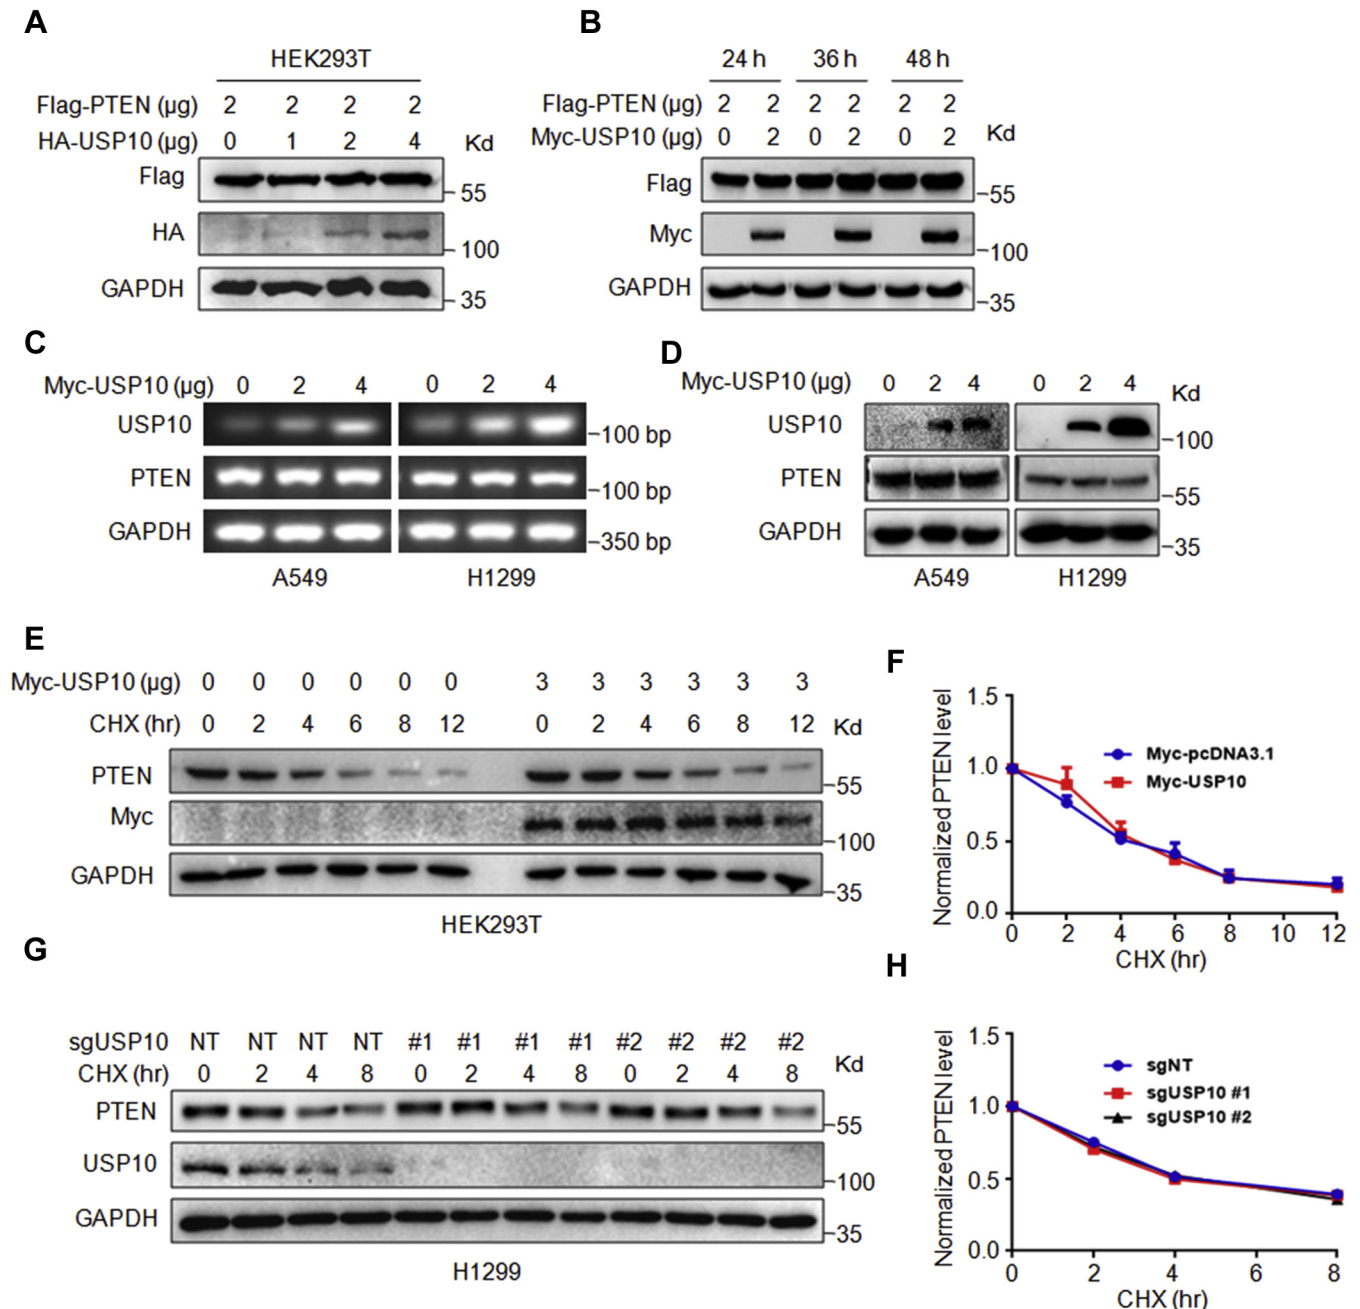 A
HEK293T
Flag-PTEN (µg) 2 2 2 2
HA-USP10 (µg) 0 1 2 4 Kd
Flag
55
HA
100
GAPDH
35
B
24 h 36 h 48 h
Flag-PTEN (µg) 2 2 2 2 2 2
Myc-USP10 (µg) 0 2 0 2 0 2 Kd
Flag
55
Myc
100
GAPDH
35
C
Myc-USP10 (µg) 0 2 4 0 2 4
USP10
100 bp
PTEN
100 bp
GAPDH
350 bp
A549 H1299
D
Myc-USP10 (µg) 0 2 4 0 2 4 Kd
USP10
100
PTEN
55
GAPDH
35
A549 H1299
E
Myc-USP10 (µg) 0 0 0 0 0 0 3 3 3 3 3 3
CHX (hr) 0 2 4 6 8 12 0 2 4 6 8 12 Kd
PTEN
55
Myc
100
GAPDH
35
HEK293T
F
Normalized PTEN level
1.5
1.0
0.5
0.0
Myc-pcDNA3.1
Myc-USP10
0 2 4 6 8 10 12
CHX (hr)
G
sgUSP10 NT NT NT NT #1 #1 #1 #1 #2 #2 #2 #2
CHX (hr) 0 2 4 8 0 2 4 8 0 2 4 8 Kd
PTEN
55
USP10
100
GAPDH
35
H1299
H
Normalized PTEN level
1.5
1.0
0.5
0.0
sgNT
sgUSP10 #1
sgUSP10 #2
0 2 4 6 8
CHX (hr)